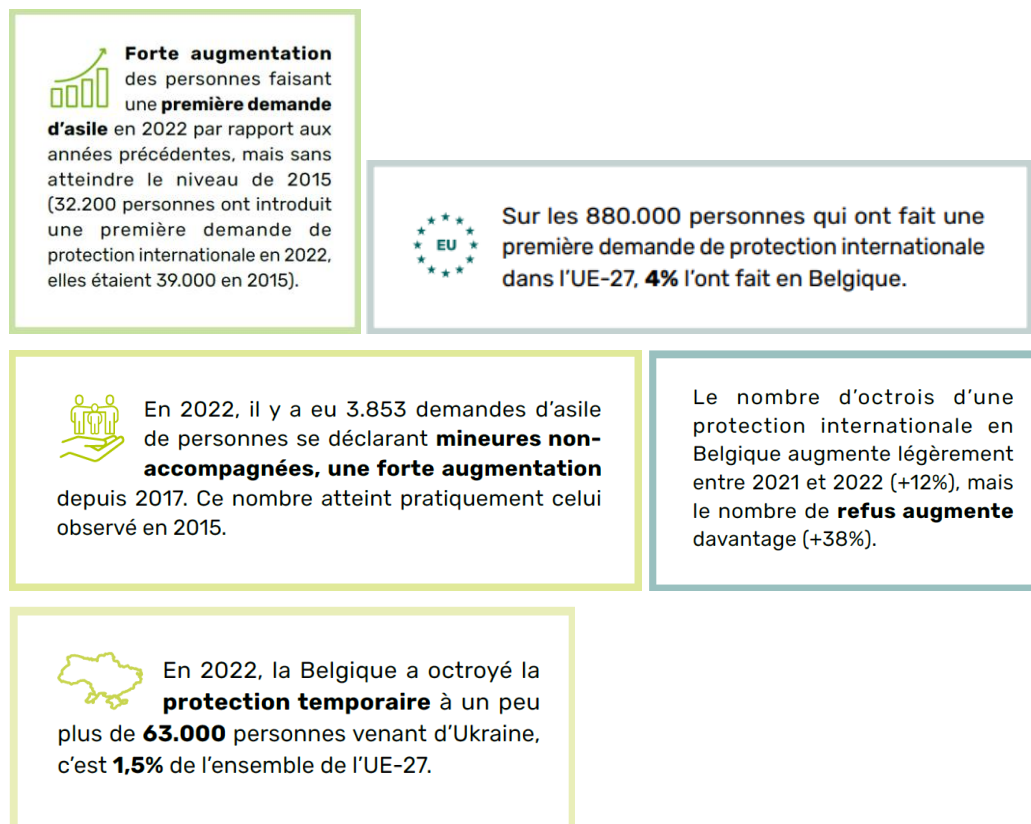 Forte augmentation
des personnes faisant
une première demande
d'asile en 2022 par rapport aux
années précédentes, mais sans
atteindre le niveau de 2015
(32.200 personnes ont introduit
une première demande de
protection internationale en 2022,
elles étaient 39.000 en 2015).
EU
Sur les 880.000 personnes qui ont fait une
première demande de protection internationale
dans l'UE-27, 4% l'ont fait en Belgique.
En 2022, il y a eu 3.853 demandes d'asile
de personnes se déclarant mineures non-
accompagnées, une forte augmentation
depuis 2017. Ce nombre atteint pratiquement celui
observé en 2015.
Le nombre d'octrois d'une
protection internationale en
Belgique augmente légèrement
entre 2021 et 2022 (+12%), mais
le nombre de refus augmente
davantage (+38%).
En 2022, la Belgique a octroyé la
protection temporaire à un peu
plus de 63.000 personnes venant d'Ukraine,
c'est 1,5% de l'ensemble de l'UE-27.